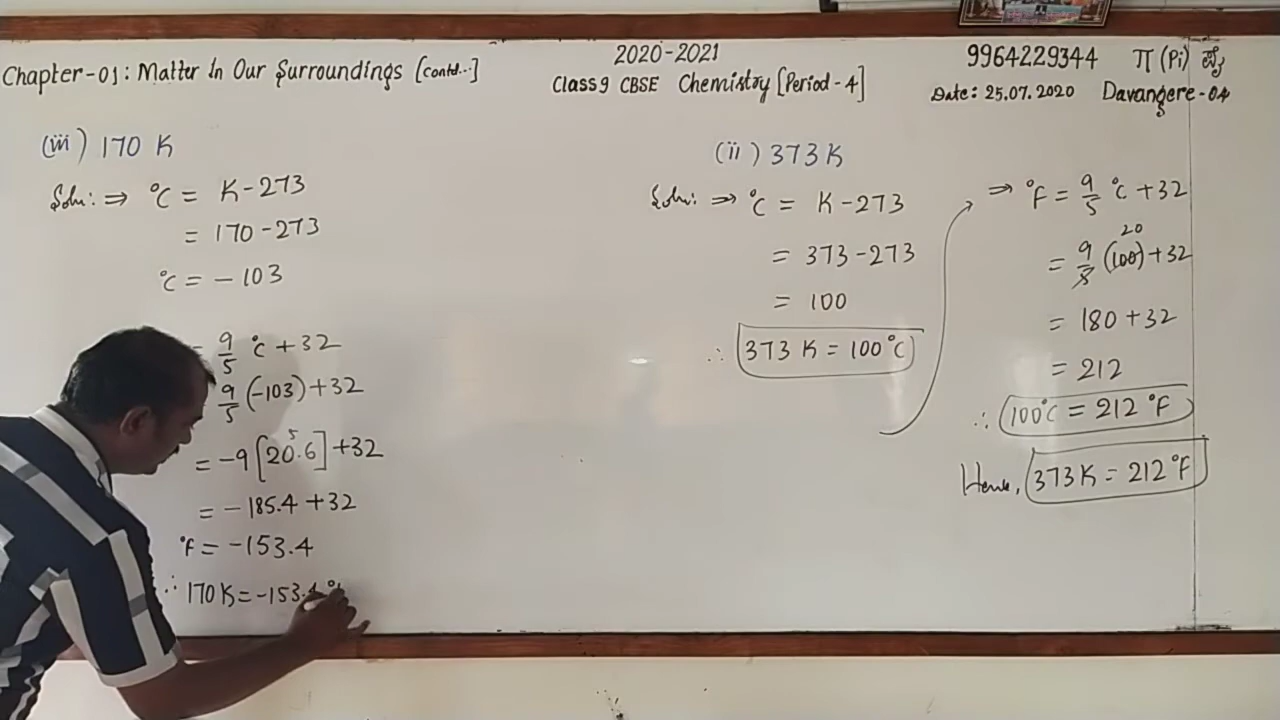 Chapter-01: Matter In Our Surroundings [contd...]
2020-2021
Class 9 CBSE Chemistry [Period-4]
9964229344 π (Pi)
Date: 25.07.2020 Davangere-04
(iii) 170 K
Soln: ⇒ °C = K-273
= 170-273
°C = -103
= 9/5 °C +32
9/5 (-103)+32
= -9[20.6]+32
5
= -185.4 +32
°F = -153.4
∴ 170 K = -153.4 °
(ii) 373 K
Soln: ⇒ °C = K-273
= 373-273
= 100
∴ 373 K = 100°C
⇒ °F = 9/5 °C +32
20
= 9/5 (100)+32
= 180 +32
= 212
∴ 100°C = 212 °F
Hence, 373 K = 212 °F